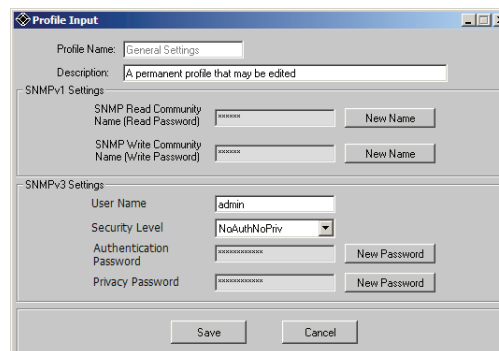 Profile Input
Profile Name: General Settings
Description: A permanent profile that may be edited
SNMPv1 Settings
SNMP Read Community
Name (Read Password) ****** New Name
SNMP Write Community
Name (Write Password) ****** New Name
SNMPv3 Settings
User Name admin
Security Level NoAuthNoPriv
Authentication
Password ************ New Password
Privacy Password ************ New Password
Save Cancel